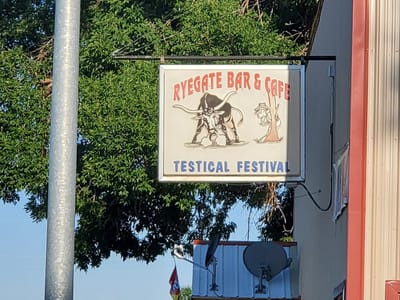 RYEGATE BAR & CAFE
TESTICAL FESTIVAL